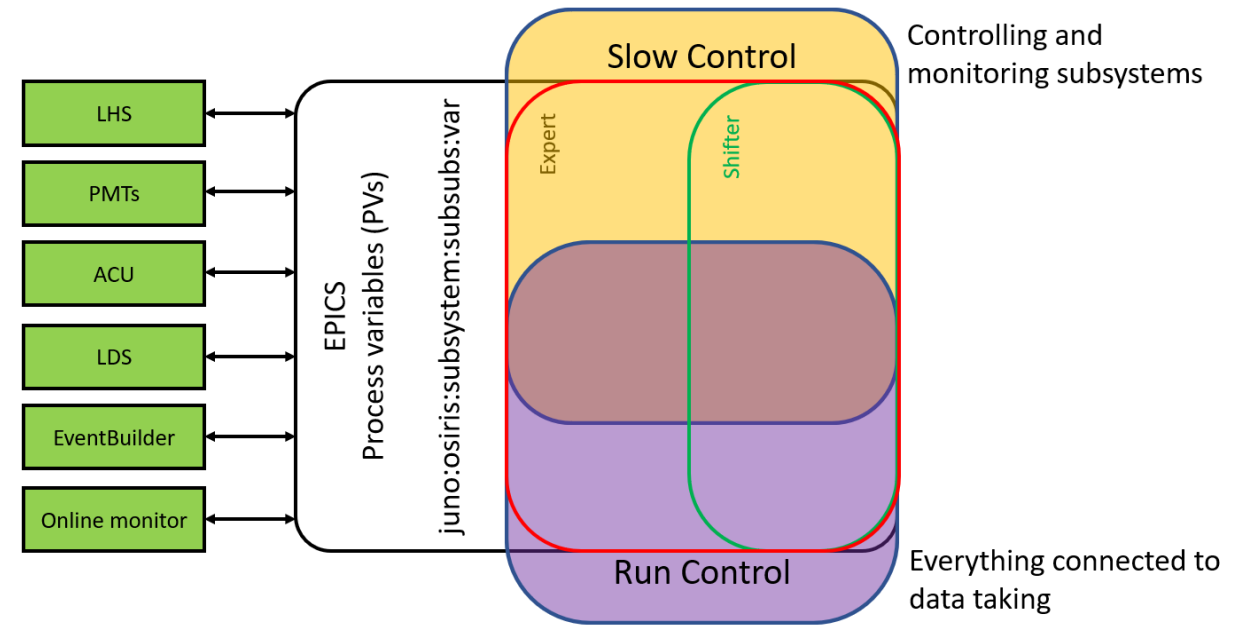 LHS
PMTs
ACU
LDS
EventBuilder
Online monitor
EPICS
Process variables (PVs)
juno:osiris:subsystem:subsubs:var
Slow Control
Expert
Shifter
Run Control
Controlling and
monitoring subsystems
Everything connected to
data taking